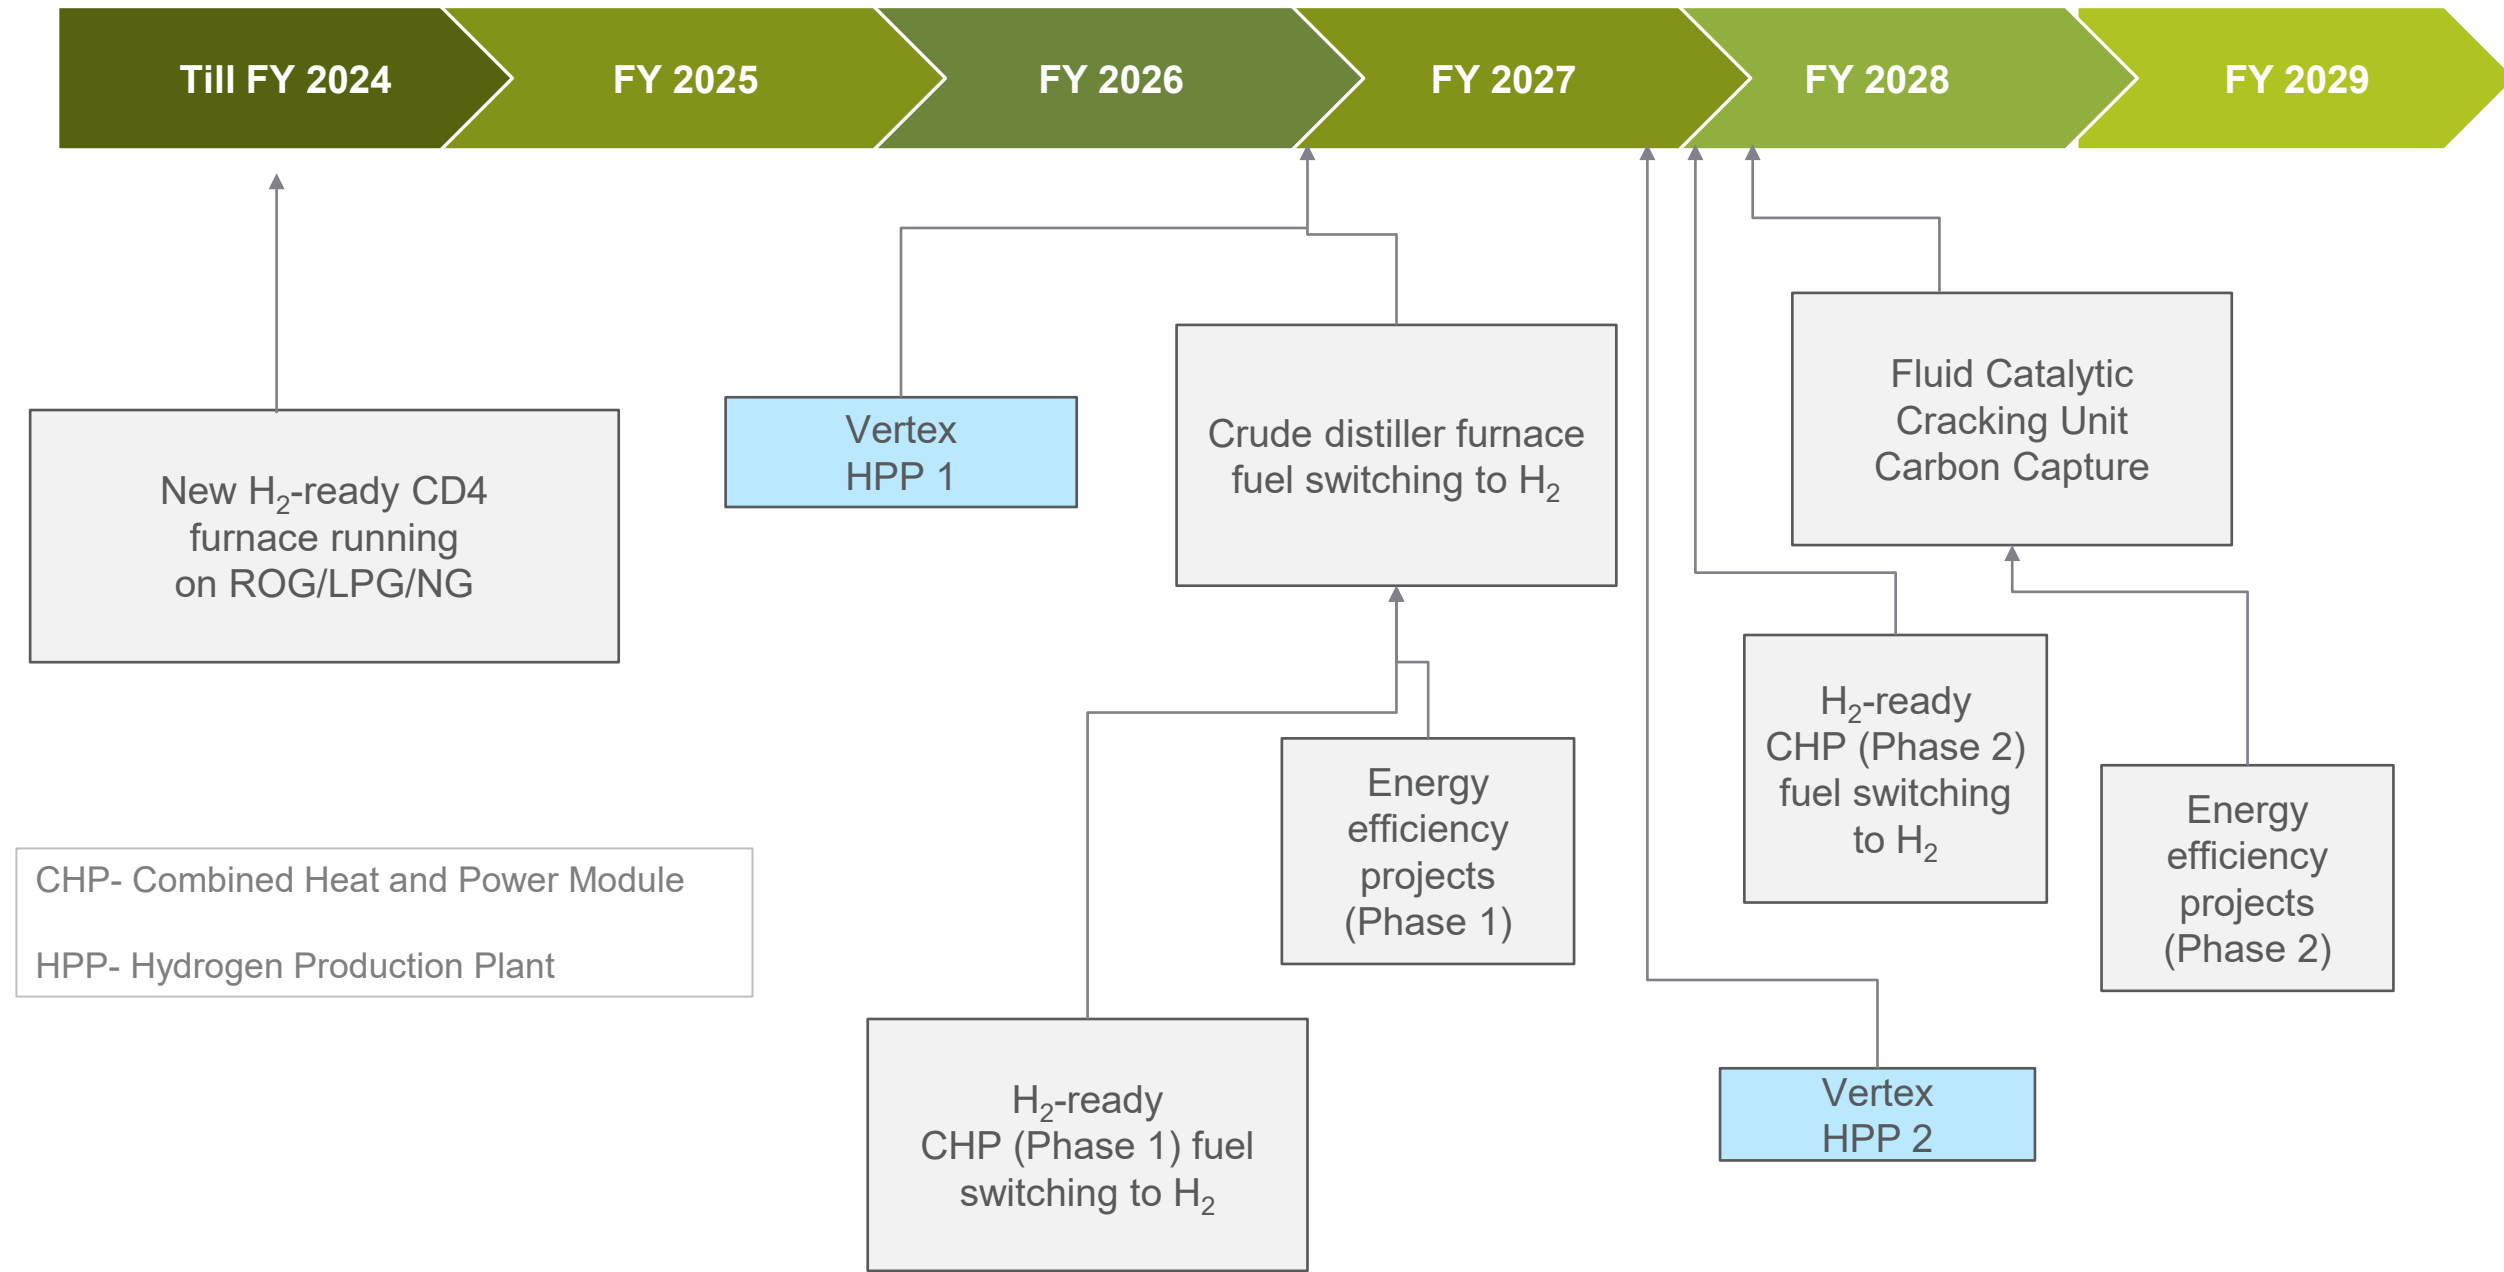 Till FY 2024
FY 2025
FY 2026
FY 2027
FY 2028
FY 2029
New H₂-ready CD4
furnace running
on ROG/LPG/NG
Vertex
HPP 1
Crude distiller furnace
fuel switching to H₂
Fluid Catalytic
Cracking Unit
Carbon Capture
H₂-ready
CHP (Phase 2)
fuel switching
to H₂
Energy
efficiency
projects
(Phase 1)
Energy
efficiency
projects
(Phase 2)
CHP- Combined Heat and Power Module
HPP- Hydrogen Production Plant
H₂-ready
CHP (Phase 1) fuel
switching to H₂
Vertex
HPP 2